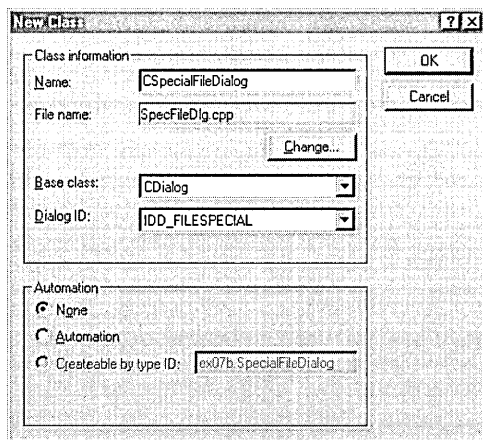 New Class
Class information
Name: CSpecialFileDialog
File name: SpecFileDlg.cpp
Change...
Base class: CDialog
Dialog ID: IDD_FILESPECIAL
OK
Cancel
Automation
None
Automation
Createable by type ID: ex07b.SpecialFileDialog